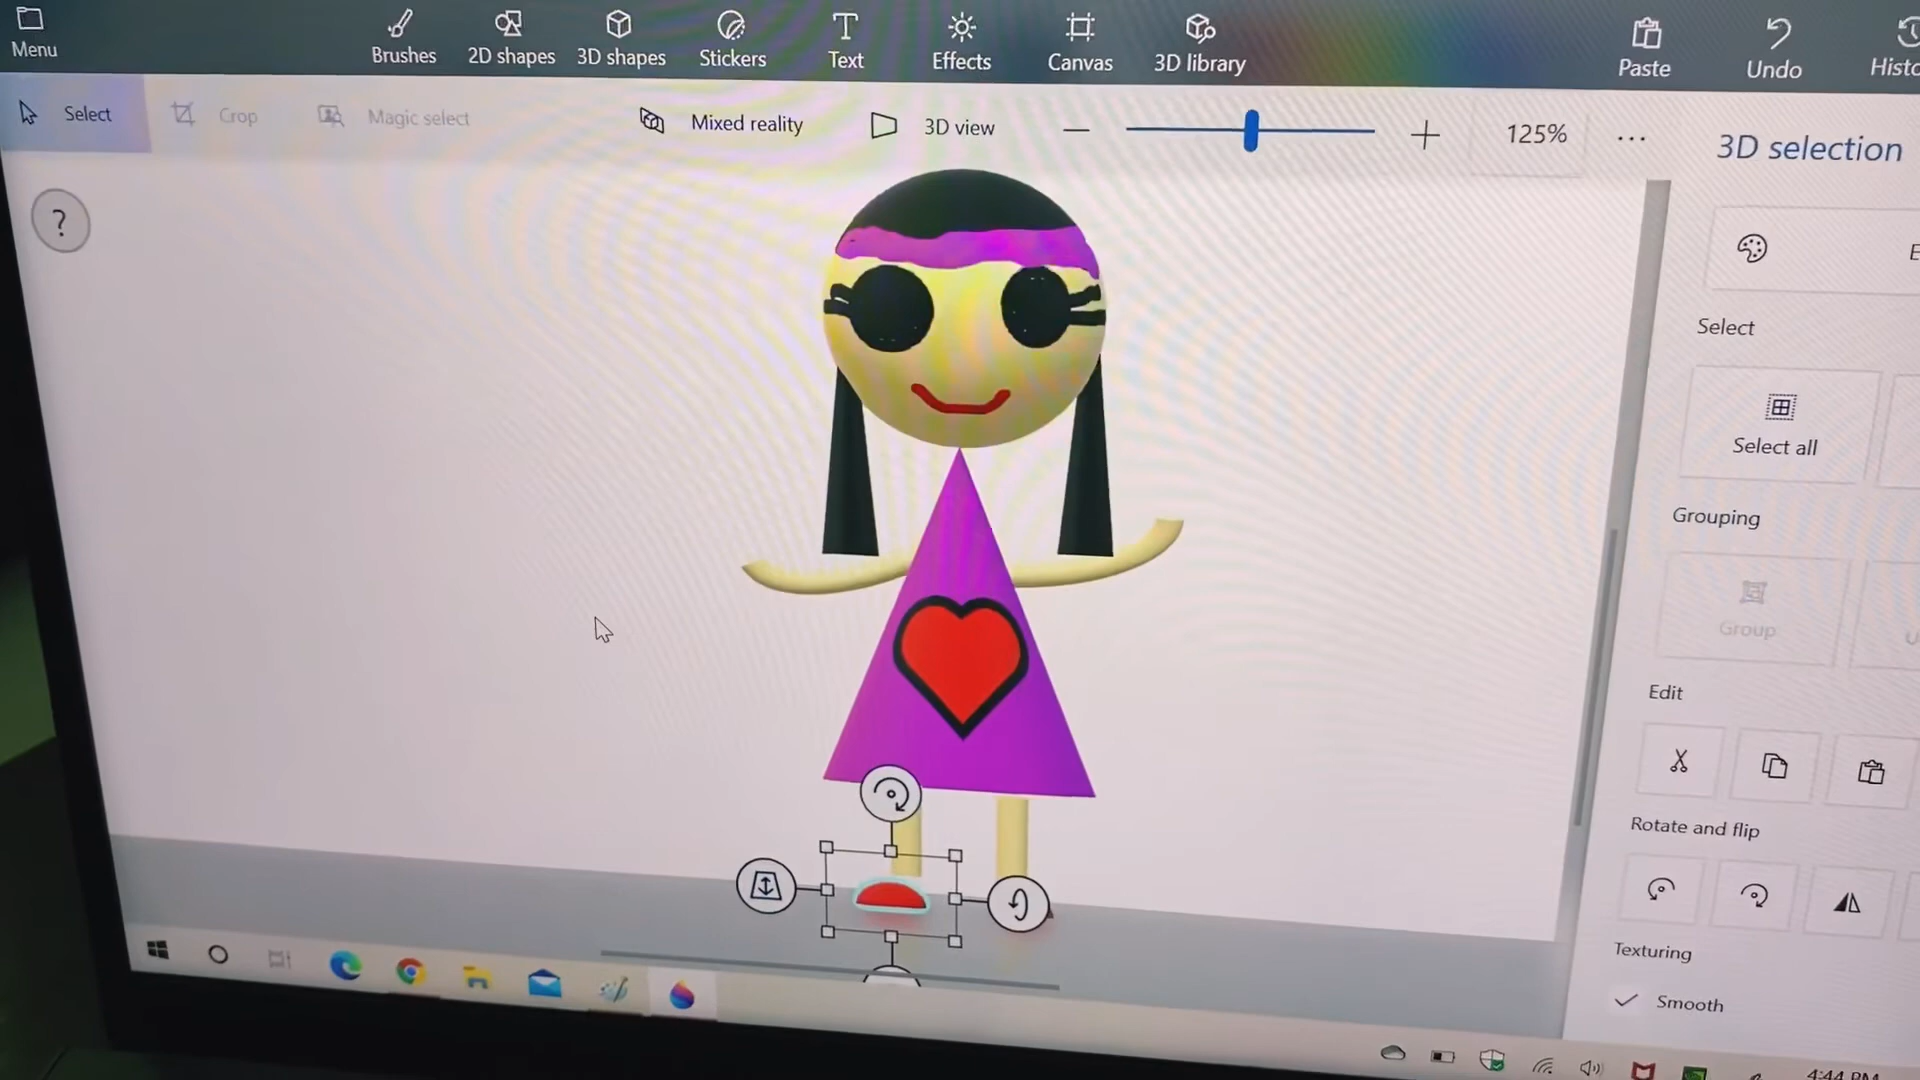 Menu
Brushes
2D shapes
3D shapes
Stickers
Text
Effects
Canvas
3D library
Paste
Undo
Select
Crop
Magic select
Mixed reality
3D view
125%
...
3D selection
?
Select
Select all
Grouping
Group
Edit
Rotate and flip
Texturing
Smooth